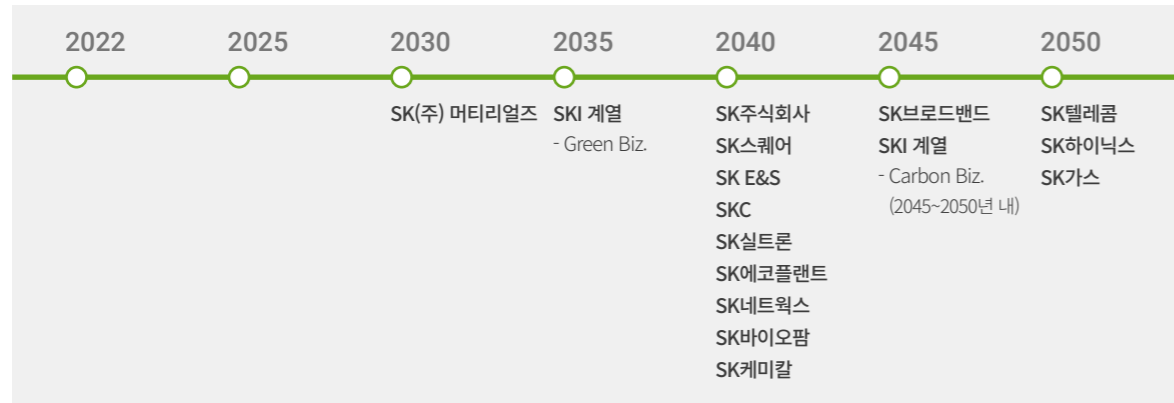 2022
2025
2030
2035
2040
2045
2050
SK(주) 머티리얼즈
SKI 계열
- Green Biz.
SK주식회사
SK스퀘어
SK E&S
SKC
SK실트론
SK에코플랜트
SK네트웍스
SK바이오팜
SK케미칼
SK브로드밴드
SKI 계열
- Carbon Biz.
(2045~2050년 내)
SK텔레콤
SK하이닉스
SK가스